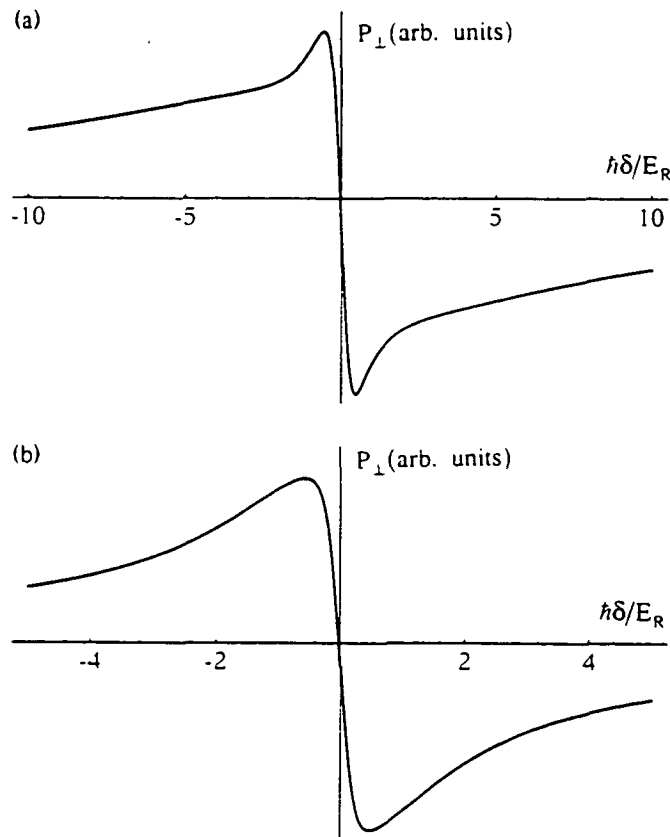 (a)
P⊥(arb. units)
ħδ/E_R
-10 -5 5 10
(b)
P⊥(arb. units)
ħδ/E_R
-4 -2 2 4